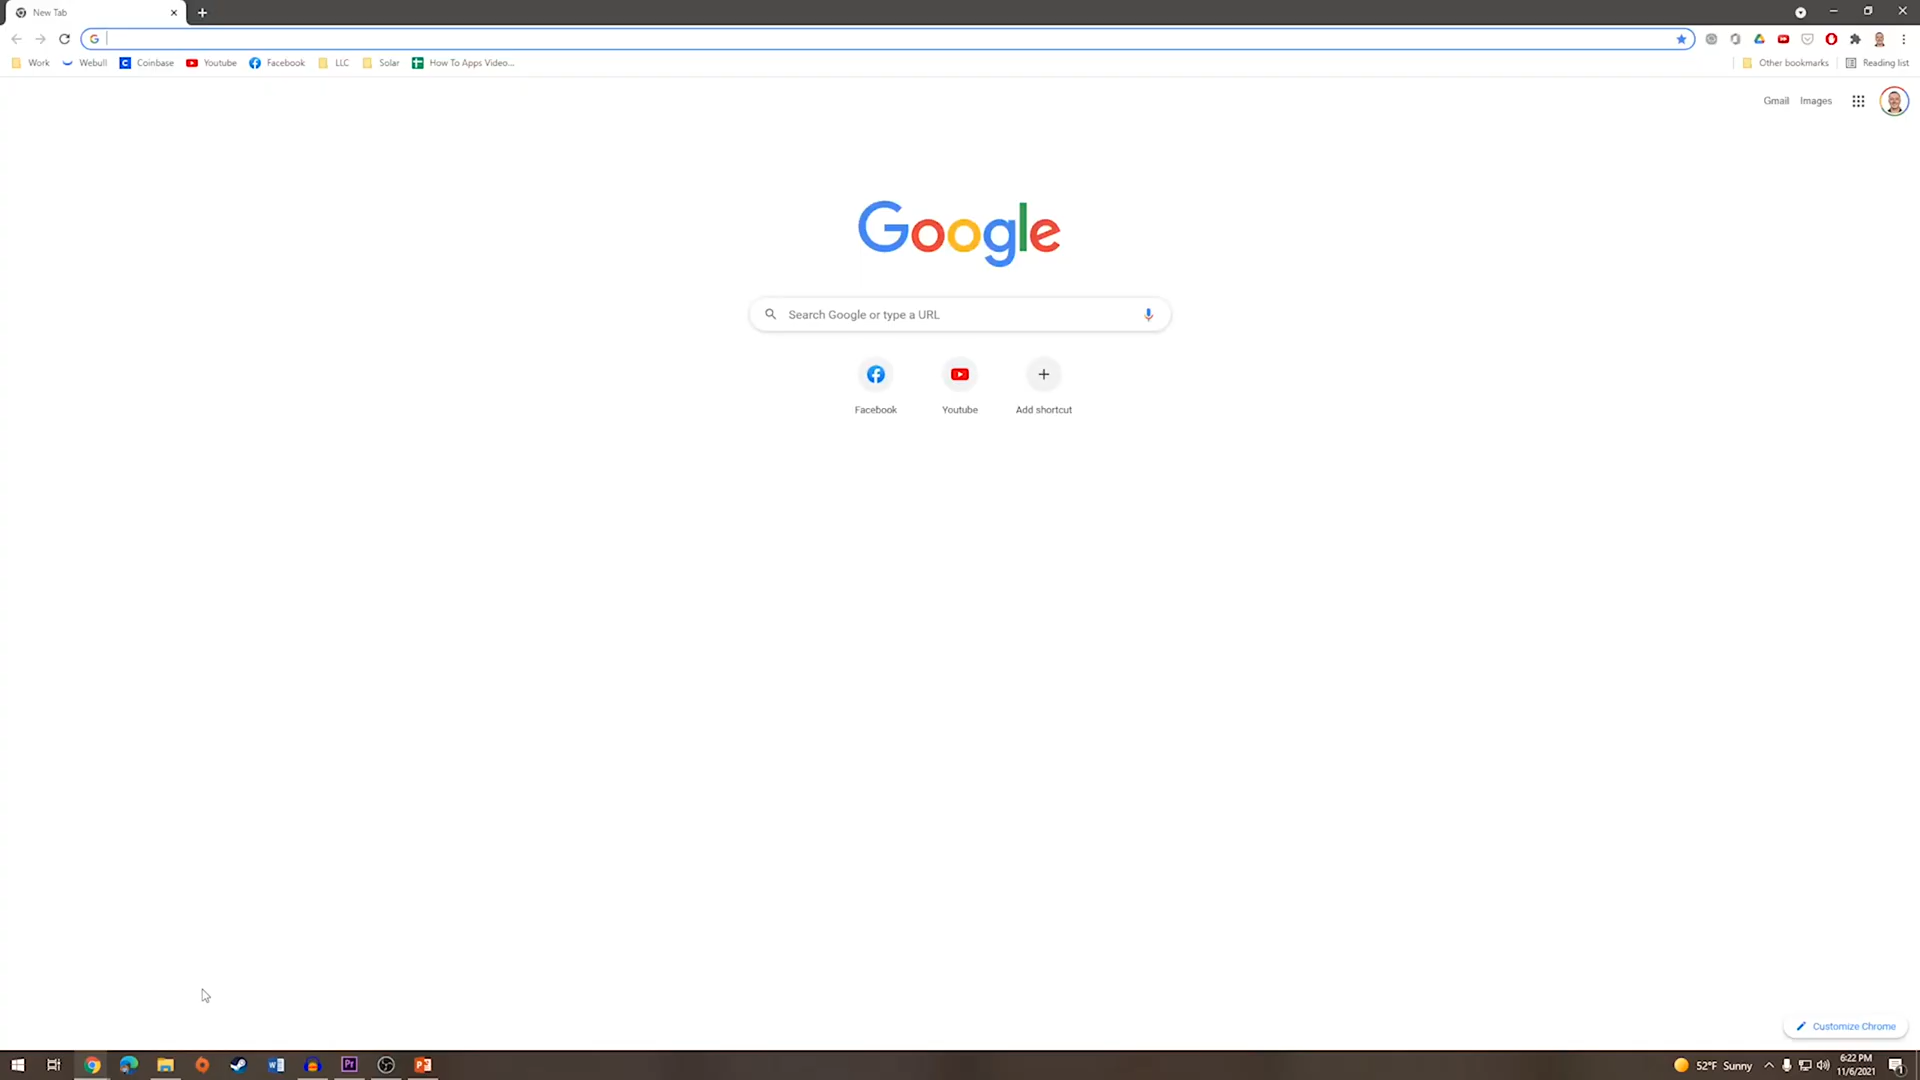 New Tab
Work Webull Coinbase Youtube Facebook LLC Solar How To Apps Video... Other bookmarks Reading list
Gmail Images
Google
Search Google or type a URL
Facebook Youtube Add shortcut
Customize Chrome
52°F Sunny 6:22 PM
11/6/2021